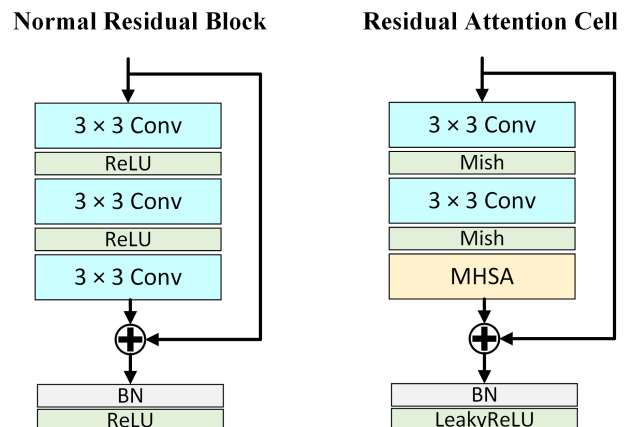 Normal Residual Block
3 × 3 Conv
ReLU
3 × 3 Conv
ReLU
3 × 3 Conv
BN
ReLU
Residual Attention Cell
3 × 3 Conv
Mish
3 × 3 Conv
Mish
MHSA
BN
LeakyReLU